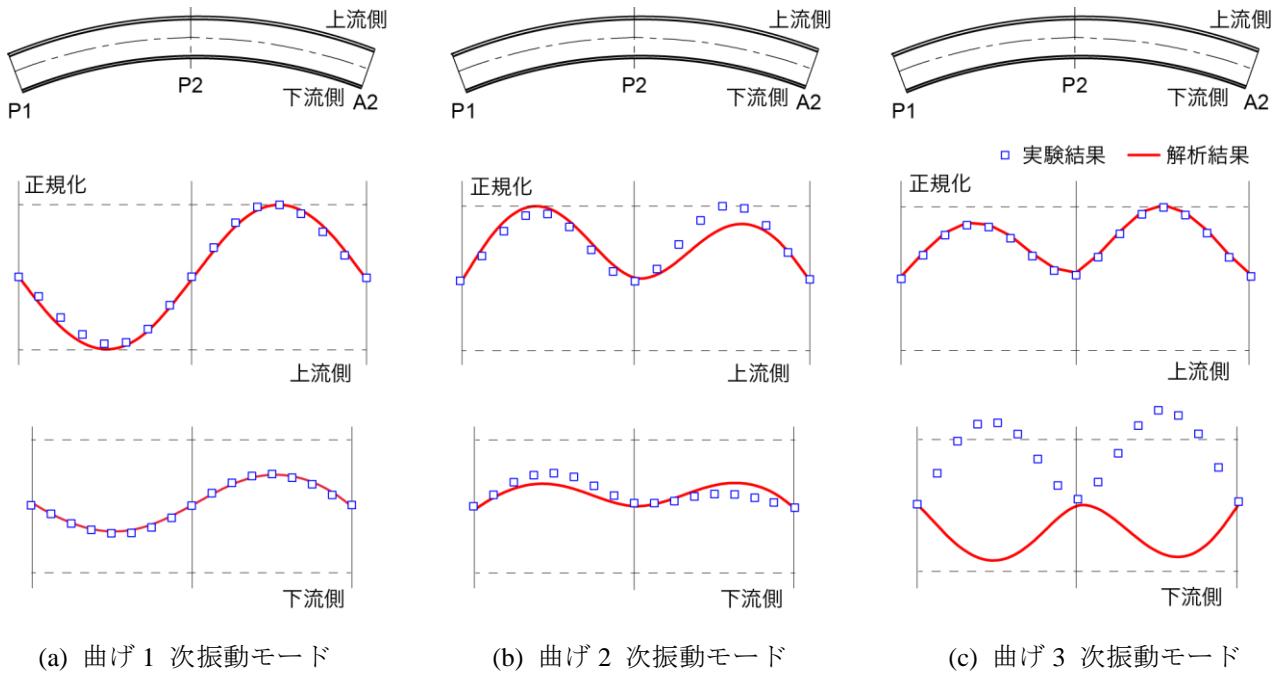 上流側
P2
下流側
P1
A2
上流側
P2
下流側
P1
A2
上流側
P2
下流側
P1
A2
実験結果
解析結果
正規化
上流側
下流側
正規化
上流側
下流側
正規化
上流側
下流側
(a) 曲げ 1 次振動モード
(b) 曲げ 2 次振動モード
(c) 曲げ 3 次振動モード